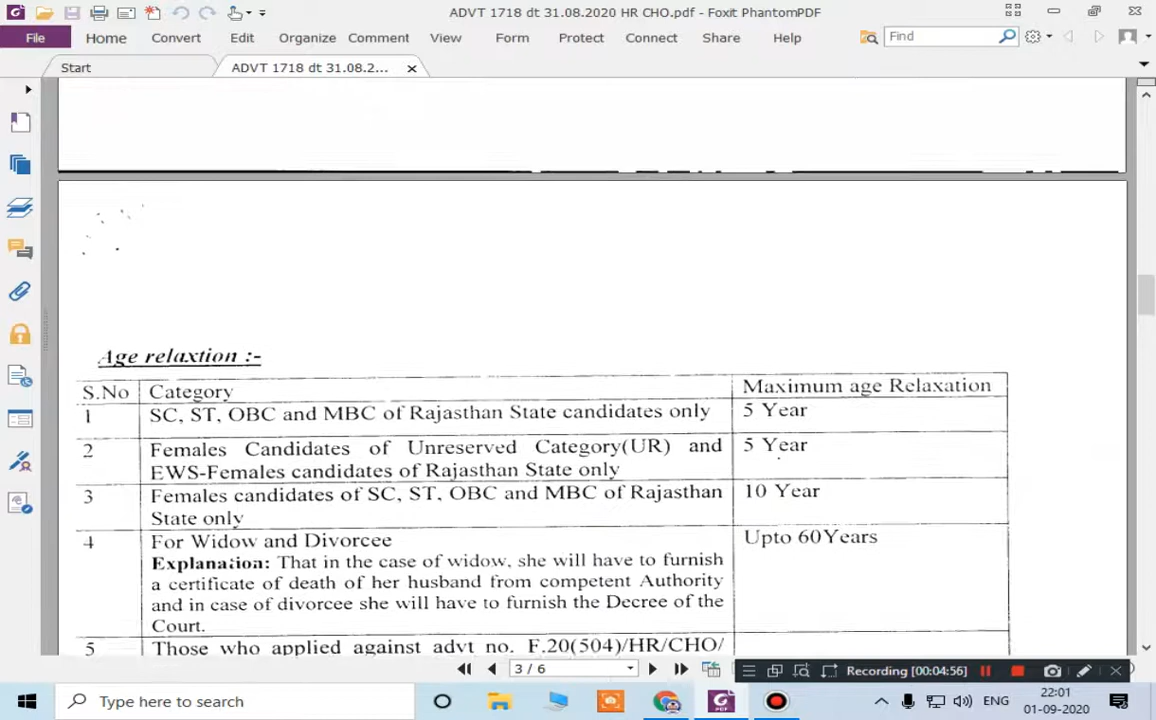 ADVT 1718 dt 31.08.2020 HR CHO.pdf - Foxit PhantomPDF
File Home Convert Edit Organize Comment View Form Protect Connect Share Help Find
Start ADVT 1718 dt 31.08.2...
Age relaxtion :-
S.No Category Maximum age Relaxation
1 SC, ST, OBC and MBC of Rajasthan State candidates only 5 Year
2 Females Candidates of Unreserved Category(UR) and 5 Year
EWS-Females candidates of Rajasthan State only
3 Females candidates of SC, ST, OBC and MBC of Rajasthan 10 Year
State only
4 For Widow and Divorcee Upto 60Years
Explanation: That in the case of widow, she will have to furnish
a certificate of death of her husband from competent Authority
and in case of divorcee she will have to furnish the Decree of the
Court.
5 Those who applied against advt no. F.20(504)/HR/CHO/
3 / 6
Recording [00:04:56]
Type here to search
ENG
22:01
01-09-2020